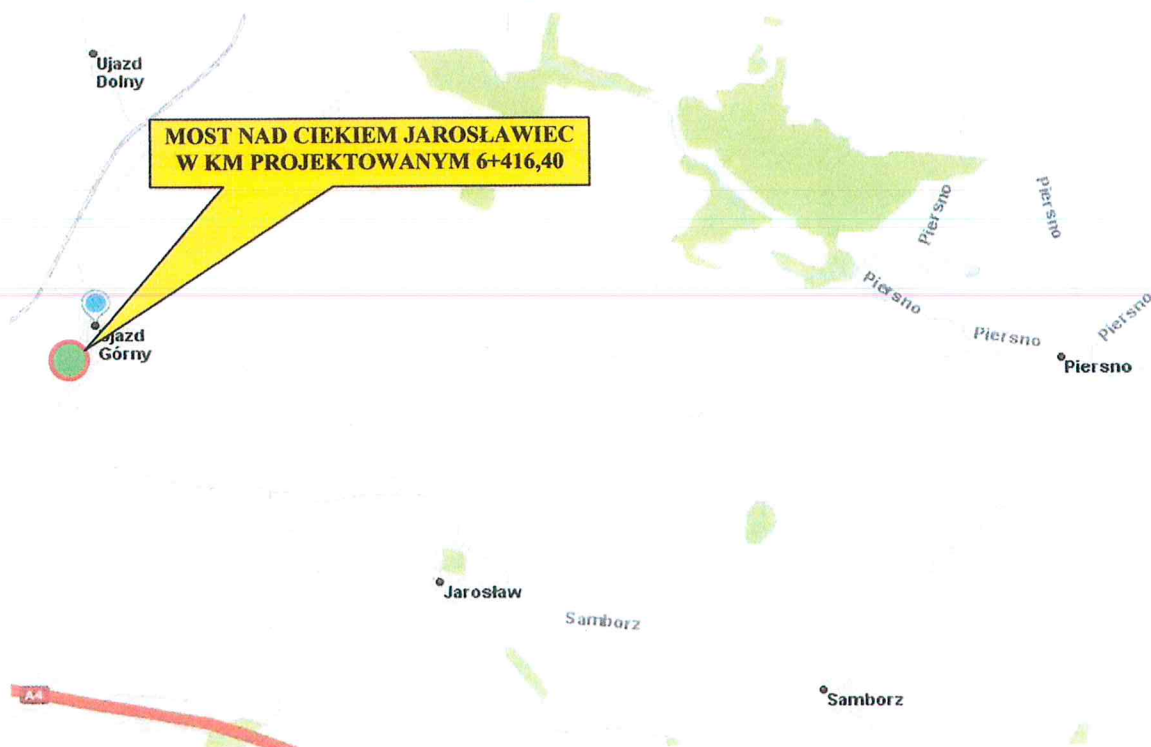 Ujazd
Dolny
MOST NAD CIEKIEM JAROSŁAWIEC
W KM PROJEKTOWANYM 6+416,40
Piersno
Piersno
Piersno
Piersno
Piersno
Piersno
Ujazd
Górny
Jarosław
Samborz
A4
Samborz